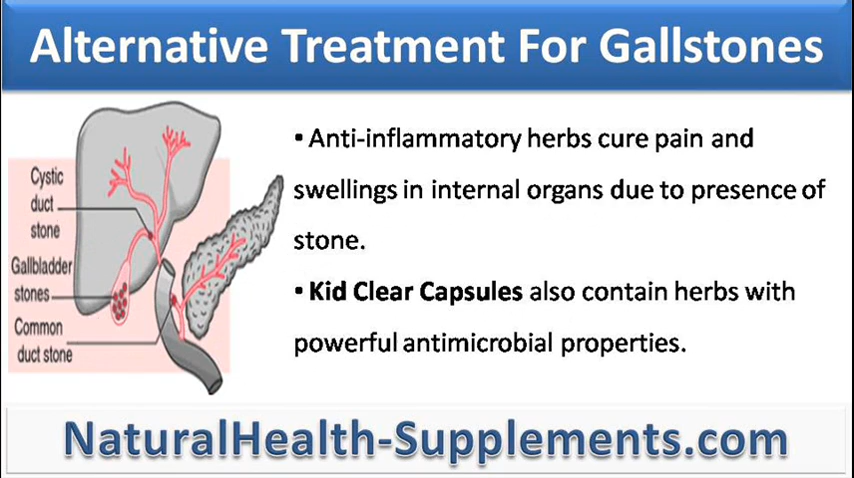 Alternative Treatment For Gallstones
Cystic
duct
stone
Gallbladder
stones
Common
duct stone
▪ Anti-inflammatory herbs cure pain and
swellings in internal organs due to presence of
stone.
▪ Kid Clear Capsules also contain herbs with
powerful antimicrobial properties.
NaturalHealth-Supplements.com